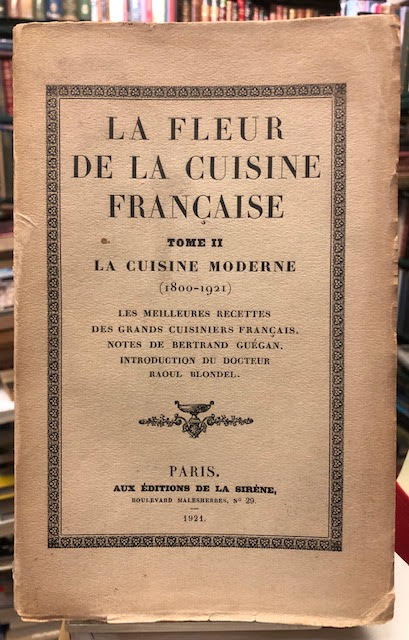 LA FLEUR
DE LA CUISINE
FRANÇAISE
TOME II
LA CUISINE MODERNE
(1800-1921)
LES MEILLEURES RECETTES
DES GRANDS CUISINIERS FRANÇAIS.
NOTES DE BERTRAND GUÉGAN.
INTRODUCTION DU DOCTEUR
RAOUL BLONDEL.
PARIS.
AUX ÉDITIONS DE LA SIRÈNE,
BOULEVARD MALESHERBES, Nº 29.
1921.